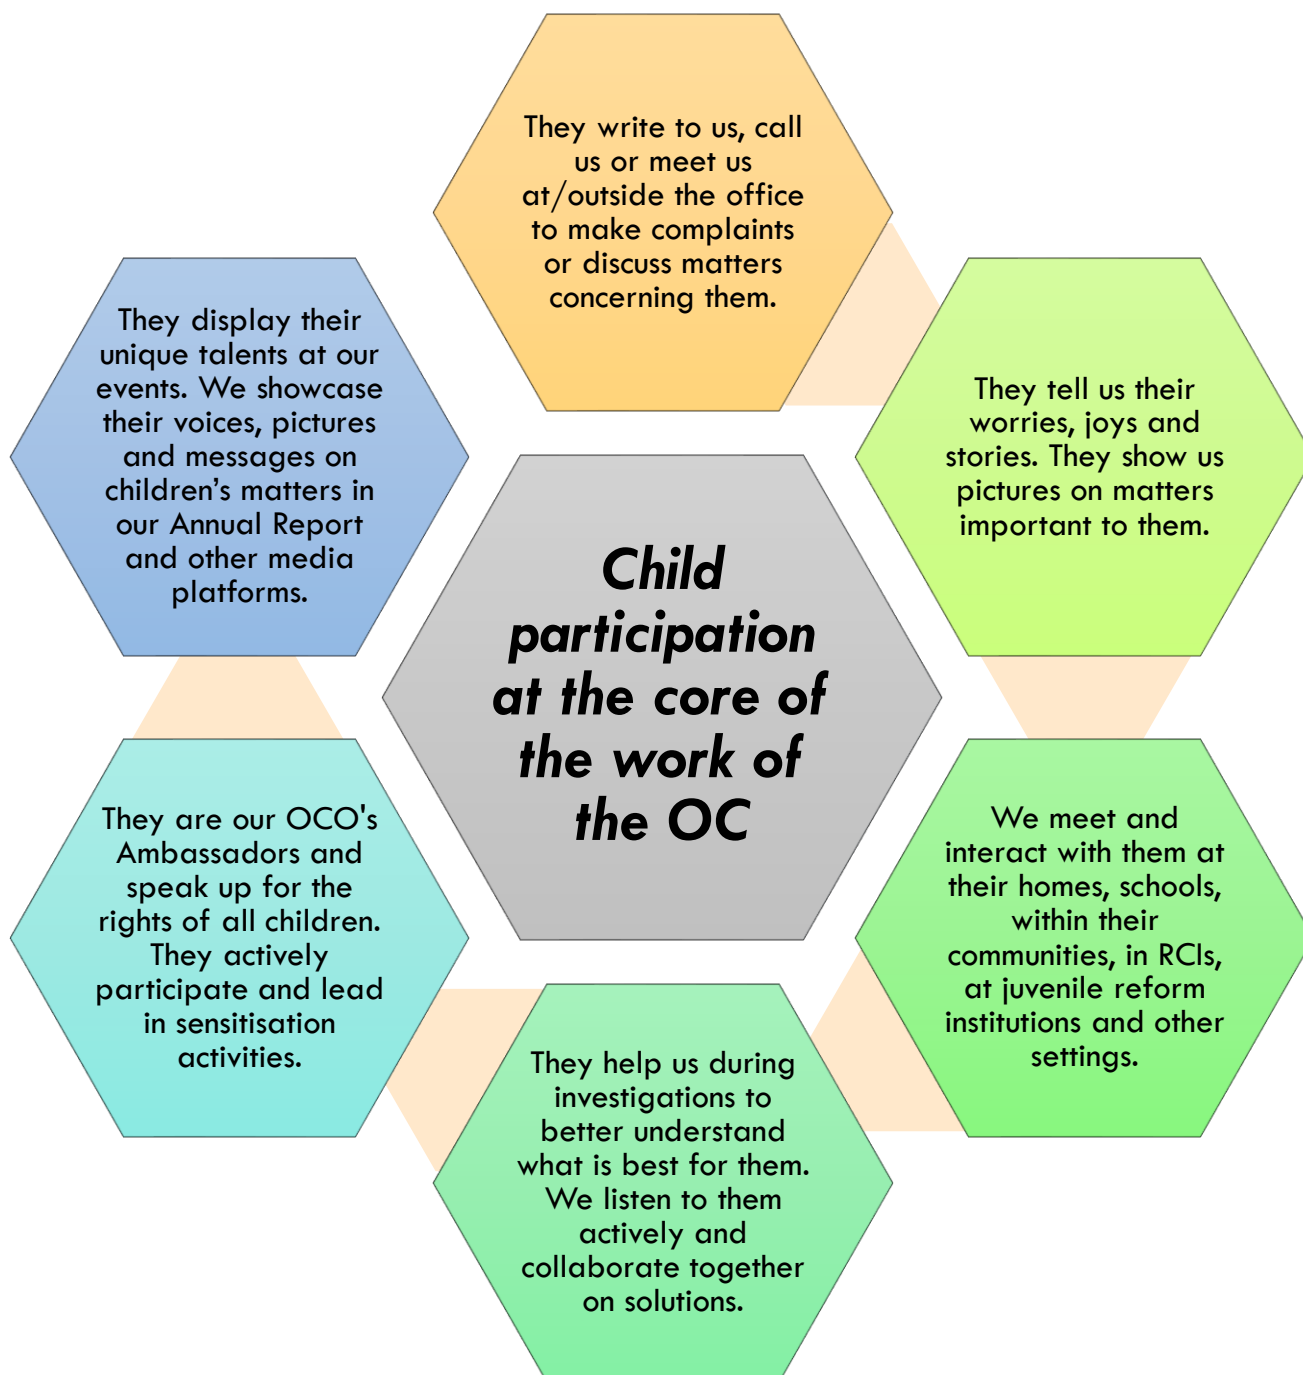 They write to us, call
us or meet us
at/outside the office
to make complaints
or discuss matters
concerning them.
They tell us their
worries, joys and
stories. They show us
pictures on matters
important to them.
We meet and
interact with them at
their homes, schools,
within their
communities, in RCIs,
at juvenile reform
institutions and other
settings.
They help us during
investigations to
better understand
what is best for them.
We listen to them
actively and
collaborate together
on solutions.
They are our OCO's
Ambassadors and
speak up for the
rights of all children.
They actively
participate and lead
in sensitisation
activities.
They display their
unique talents at our
events. We showcase
their voices, pictures
and messages on
children’s matters in
our Annual Report
and other media
platforms.
Child
participation
at the core of
the work of
the OC